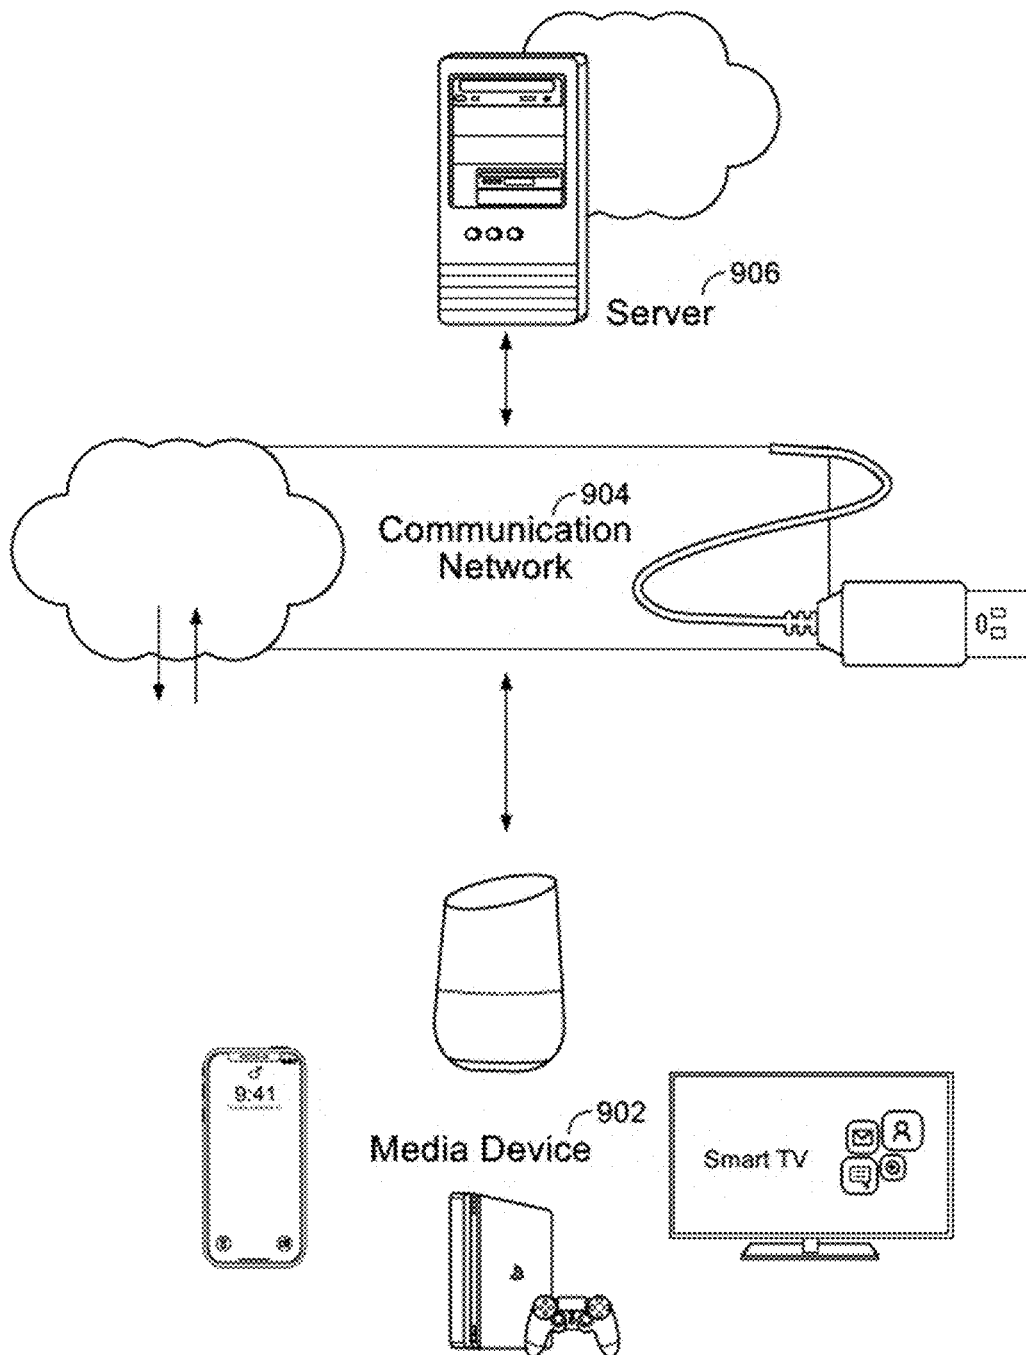 906
Server
904
Communication
Network
9:41
902
Media Device
Smart TV